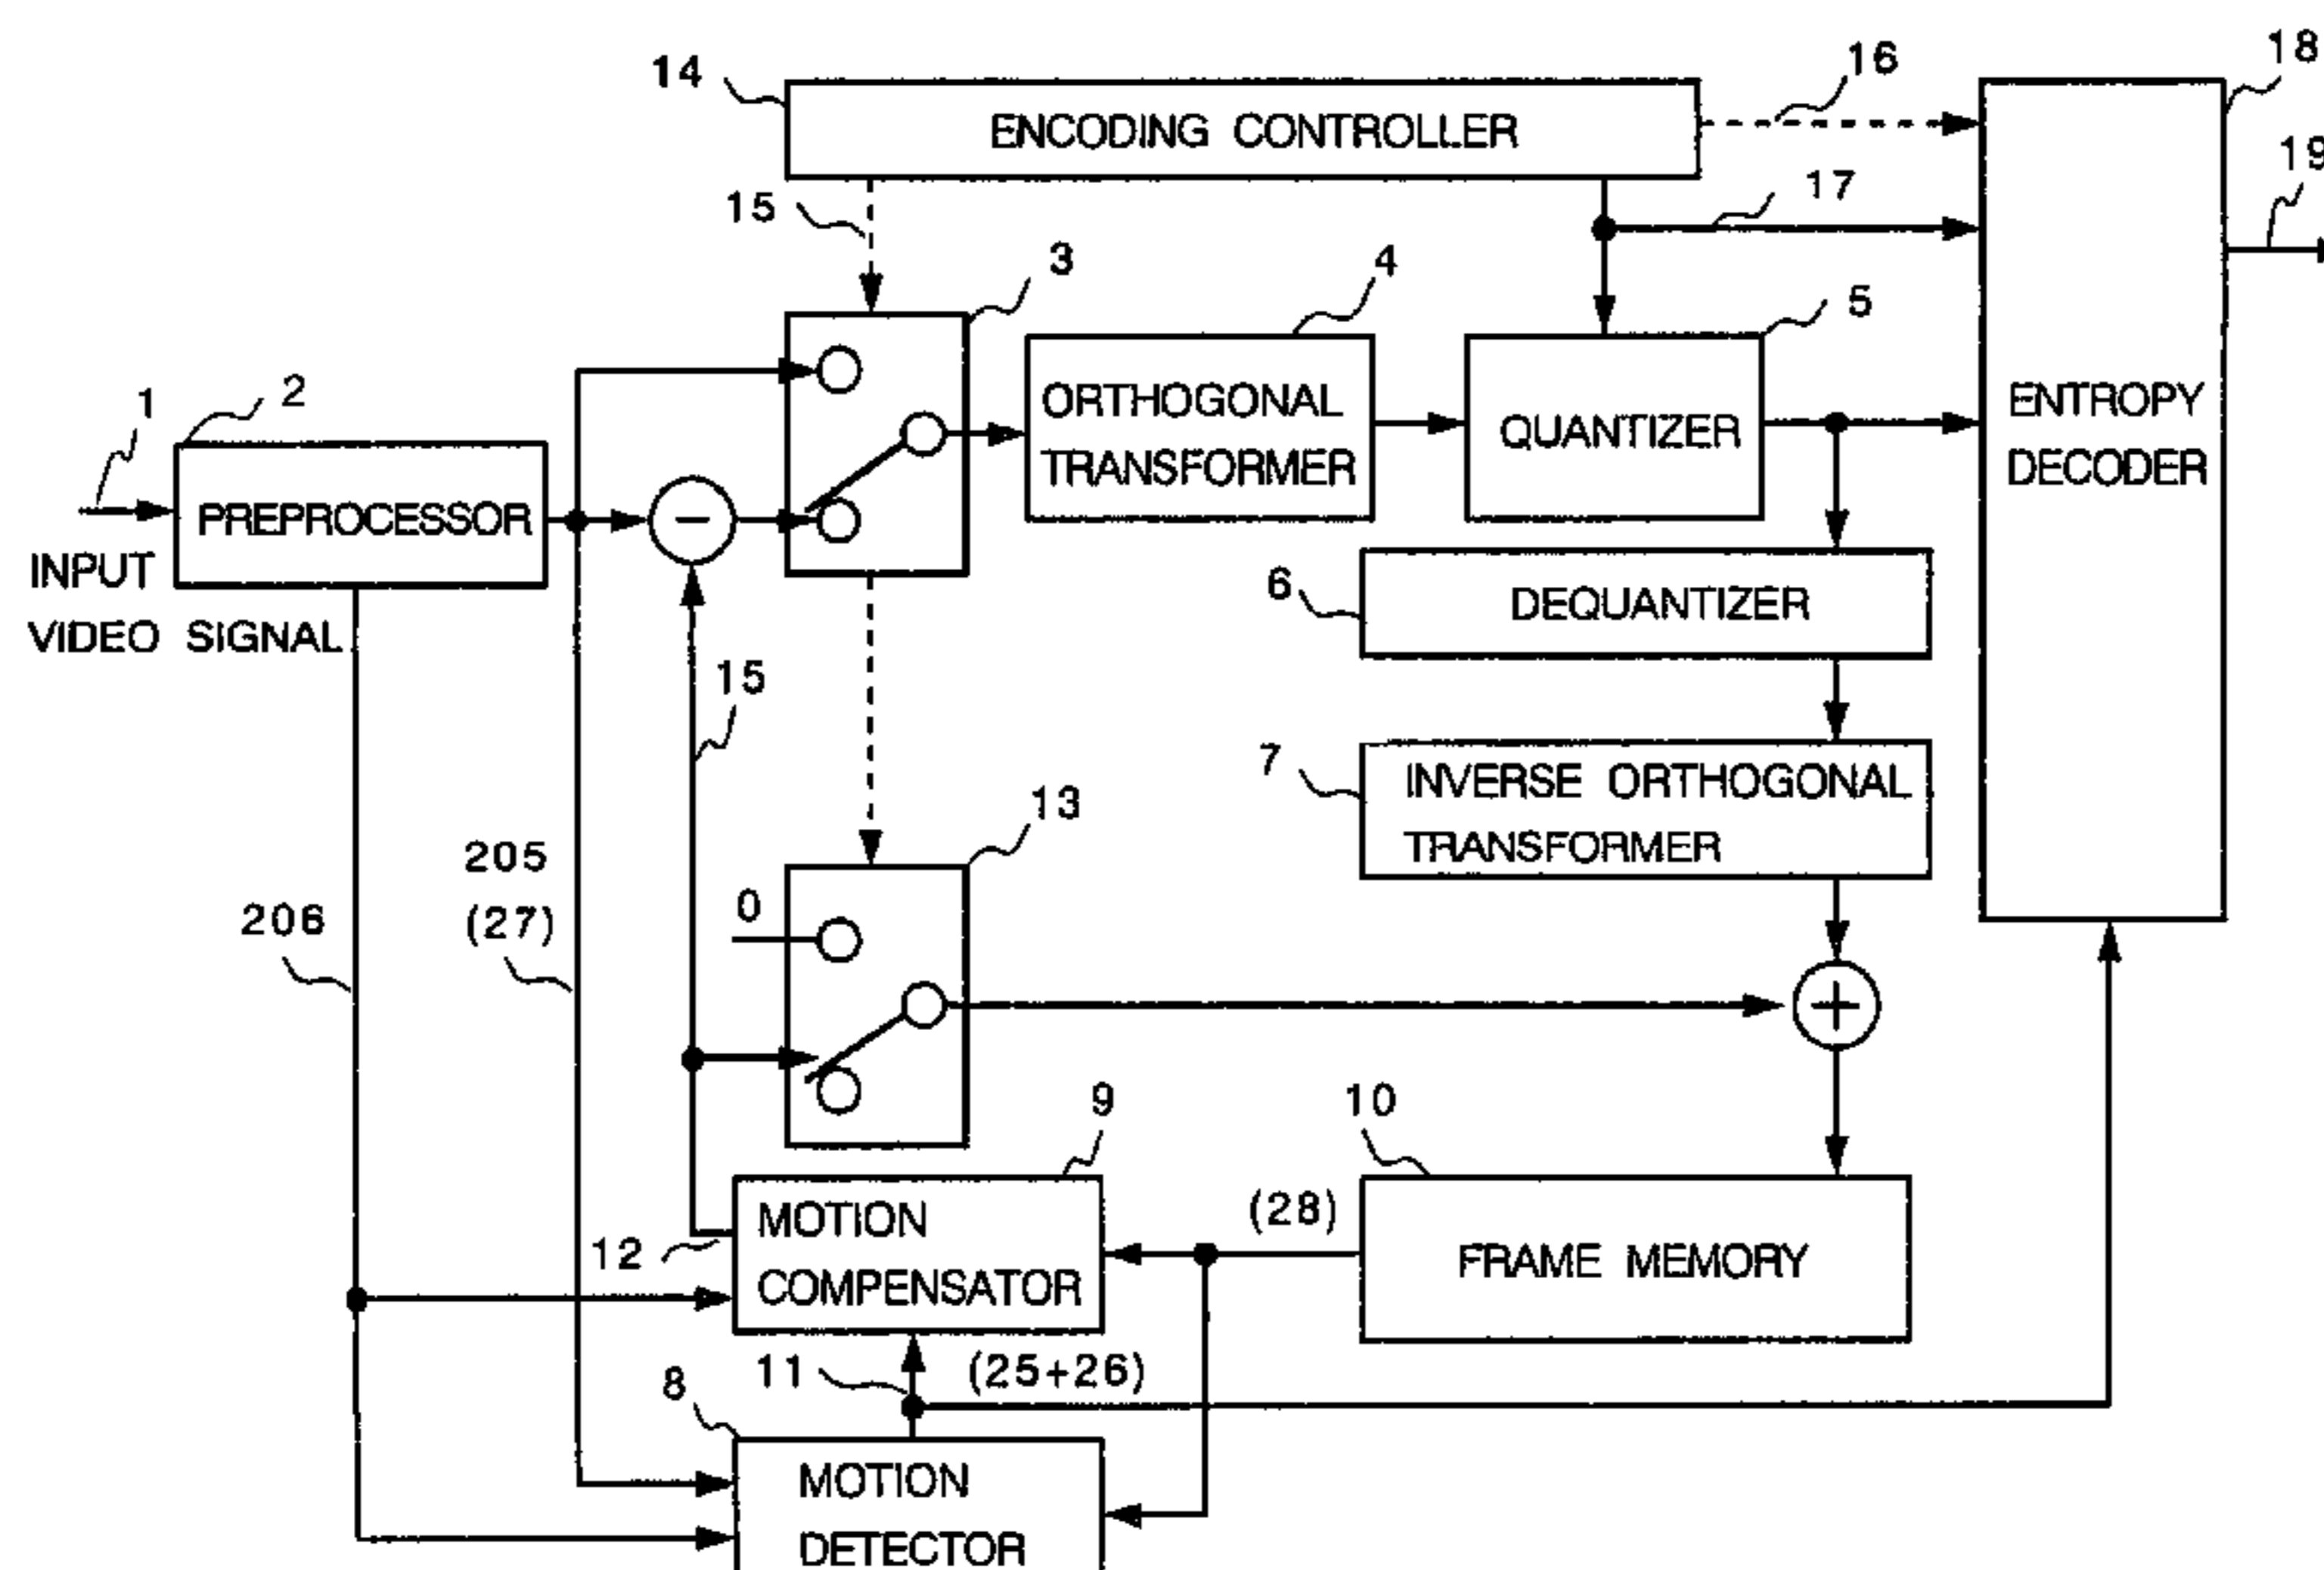 14
ENCODING CONTROLLER
16
18
15
17
19
3
4
5
1
2
PREPROCESSOR
INPUT
VIDEO SIGNAL
−
ORTHOGONAL
TRANSFORMER
QUANTIZER
ENTROPY
DECODER
6
DEQUANTIZER
15
7
INVERSE ORTHOGONAL
TRANSFORMER
13
205
(27)
206
0
+
9
10
MOTION
COMPENSATOR
12
(28)
FRAME MEMORY
11
(25+26)
8
MOTION
DETECTOR